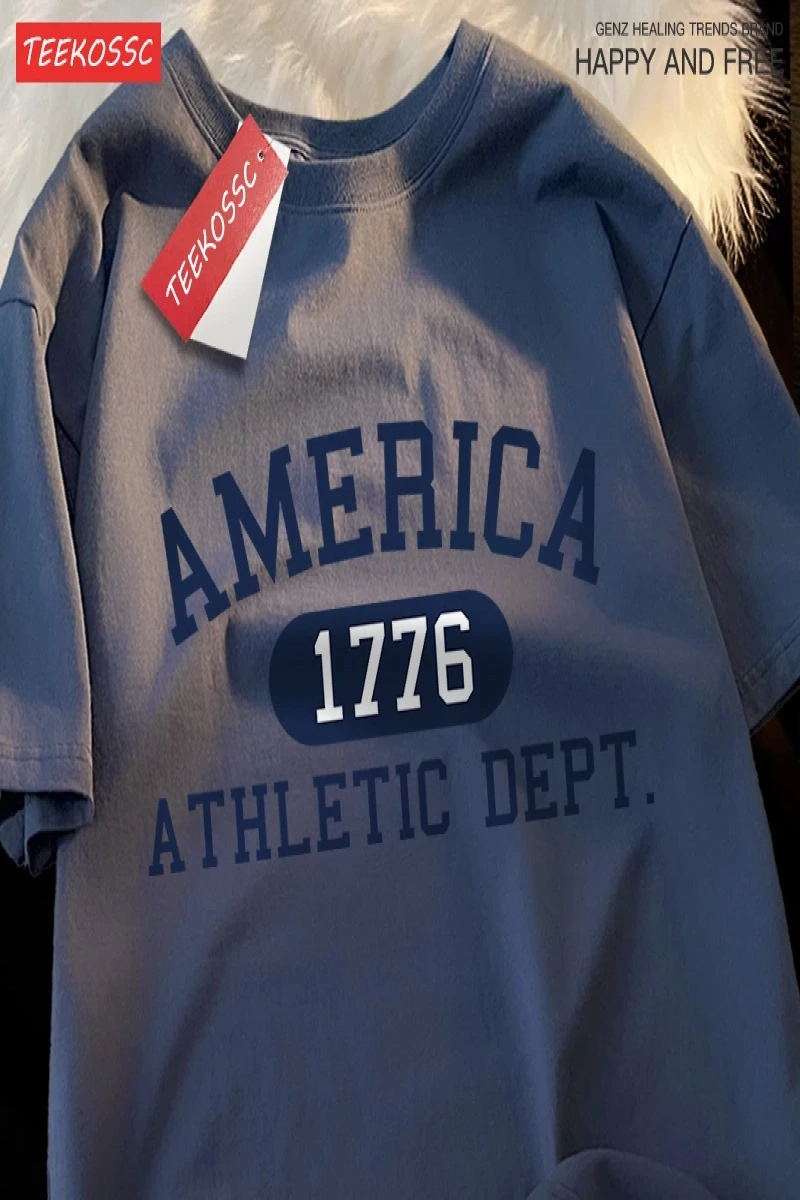 TEEKOSSC
GENZ HEALING TRENDS BRAND
HAPPY AND FREE
TEEKOSSC
AMERICA
1776
ATHLETIC DEPT.